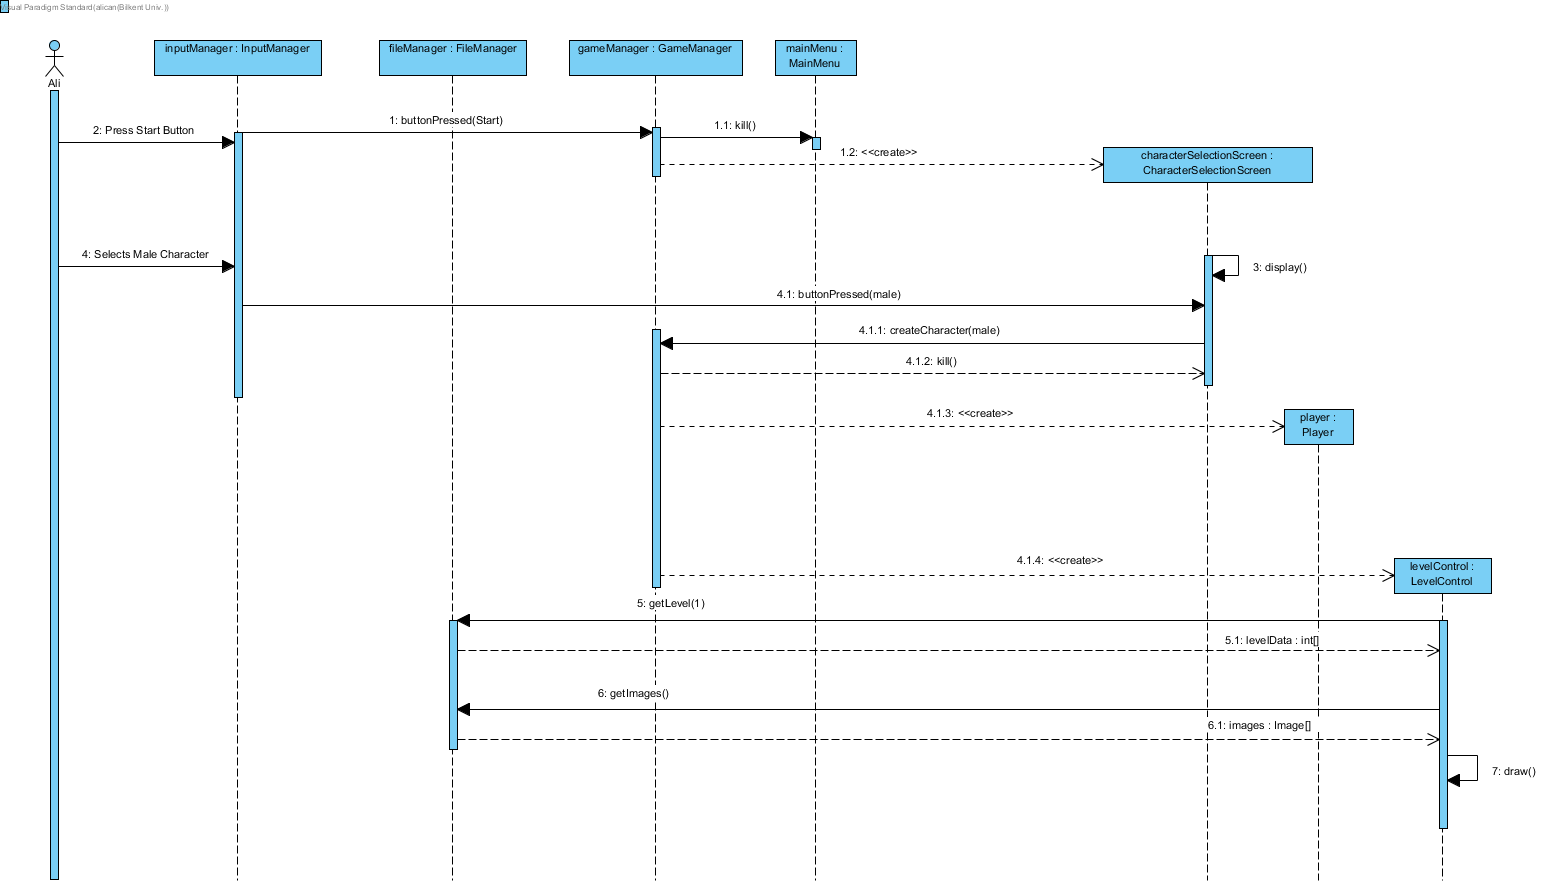 Visual Paradigm Standard(alican(Bilkent Univ.))
Ali
inputManager : InputManager
fileManager : FileManager
gameManager : GameManager
mainMenu :
MainMenu
1: buttonPressed(Start)
2: Press Start Button
1.1: kill()
1.2: <<create>>
characterSelectionScreen :
CharacterSelectionScreen
4: Selects Male Character
3: display()
4.1: buttonPressed(male)
4.1.1: createCharacter(male)
4.1.2: kill()
4.1.3: <<create>>
player :
Player
4.1.4: <<create>>
levelControl :
LevelControl
5: getLevel(1)
5.1: levelData : int[]
6: getImages()
6.1: images : Image[]
7: draw()